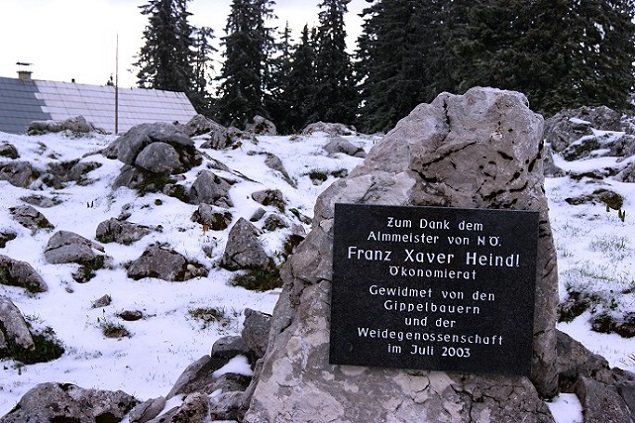 Zum Dank dem
Almmeister von NÖ.
Franz Xaver Heindl
Ökonomierat
Gewidmet von den
Gippelbauern
und der
Weidegenossenschaft
im Juli 2003